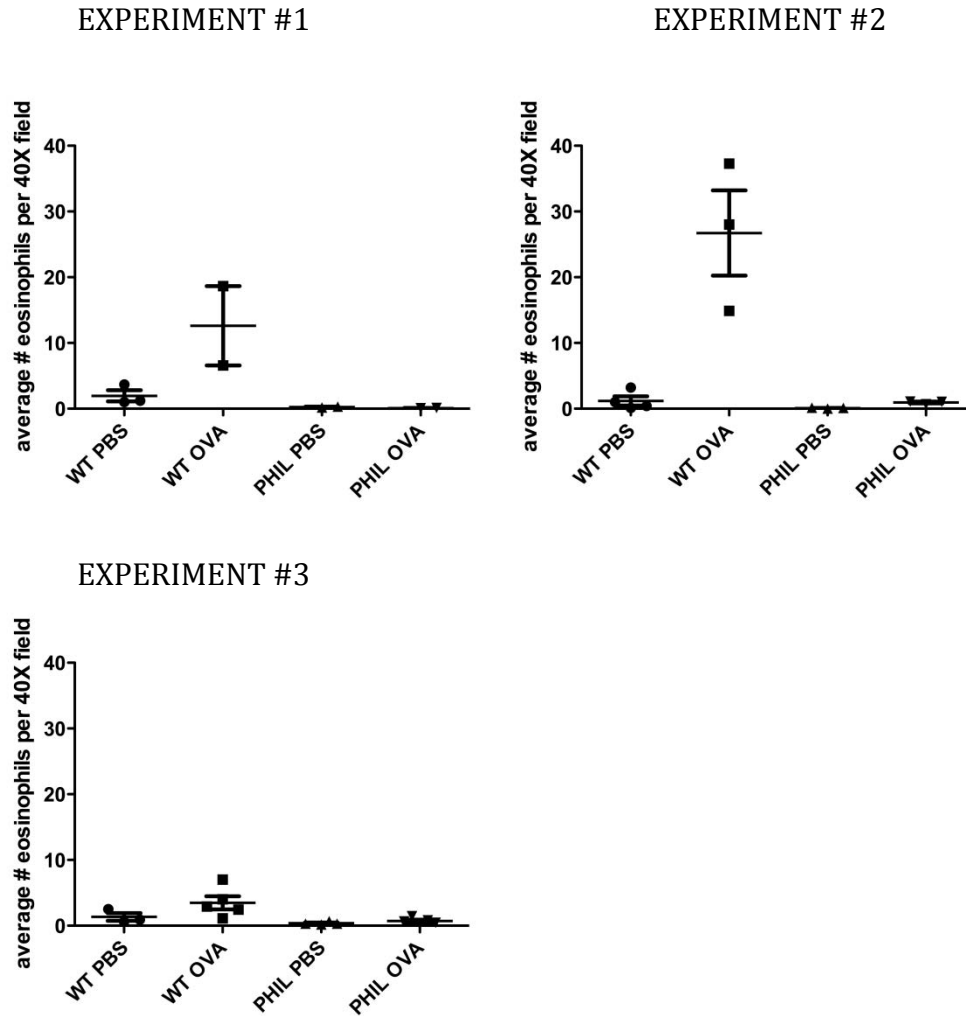 EXPERIMENT #1
average # eosinophils per 40X field
40
30
20
10
0
WT PBS
WT OVA
PHIL PBS
PHIL OVA
EXPERIMENT #2
average # eosinophils per 40X field
40
30
20
10
0
WT PBS
WT OVA
PHIL PBS
PHIL OVA
EXPERIMENT #3
average # eosinophils per 40X field
40
30
20
10
0
WT PBS
WT OVA
PHIL PBS
PHIL OVA